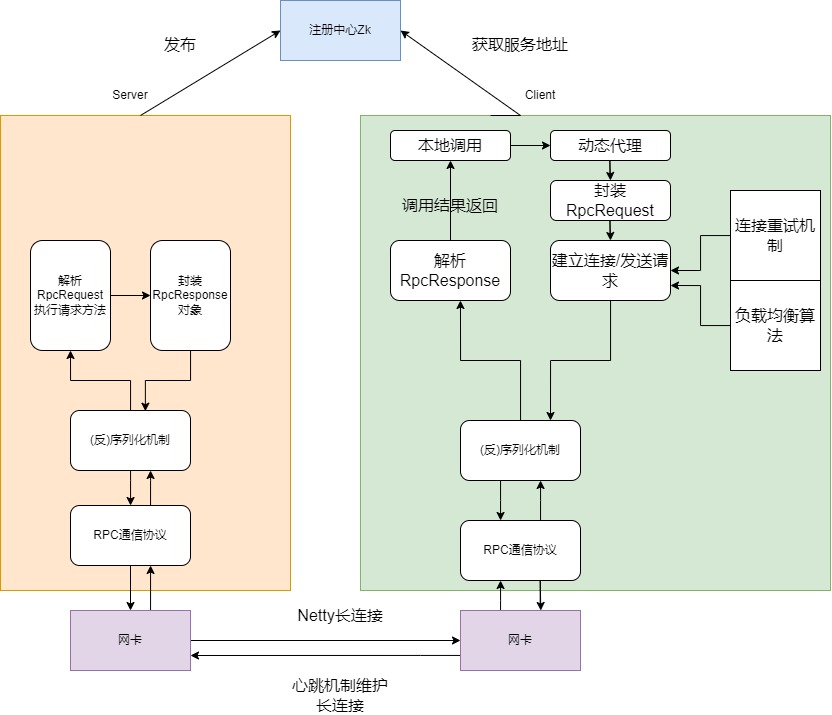 注册中心Zk
发布
获取服务地址
Server
Client
本地调用
动态代理
封装
RpcRequest
调用结果返回
连接重试机
制
解析
RpcRequest
执行请求方法
封装
RpcResponse
对象
解析
RpcResponse
建立连接/发送请
求
负载均衡算
法
(反)序列化机制
(反)序列化机制
RPC通信协议
RPC通信协议
网卡
Netty长连接
网卡
心跳机制维护
长连接